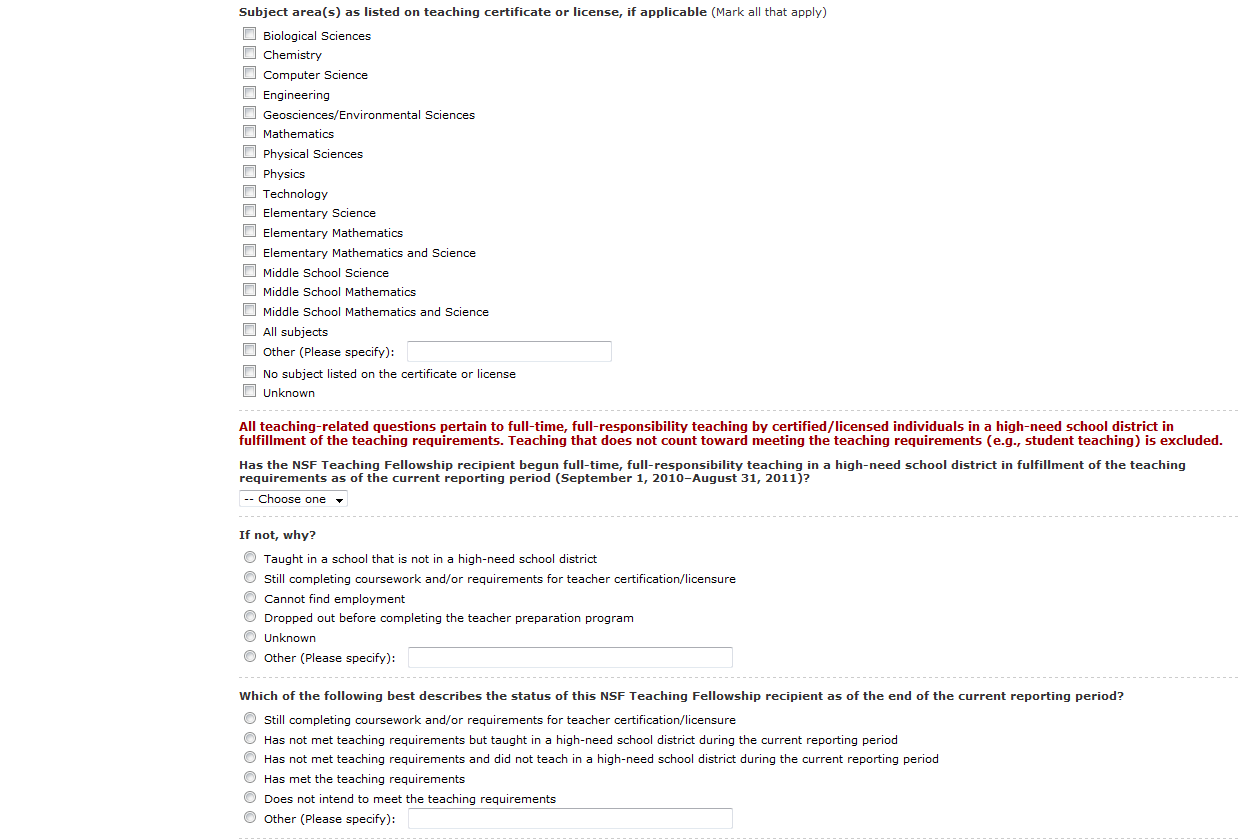 Subject area(s) as listed on teaching certificate or license, if applicable (Mark all that apply)
Biological Sciences
Chemistry
Computer Science
Engineering
Geosciences/Environmental Sciences
Mathematics
Physical Sciences
Physics
Technology
Elementary Science
Elementary Mathematics
Elementary Mathematics and Science
Middle School Science
Middle School Mathematics
Middle School Mathematics and Science
All subjects
Other (Please specify):
No subject listed on the certificate or license
Unknown
All teaching-related questions pertain to full-time, full-responsibility teaching by certified/licensed individuals in a high-need school district in
fulfillment of the teaching requirements. Teaching that does not count toward meeting the teaching requirements (e.g., student teaching) is excluded.
Has the NSF Teaching Fellowship recipient begun full-time, full-responsibility teaching in a high-need school district in fulfillment of the teaching
requirements as of the current reporting period (September 1, 2010–August 31, 2011)?
-- Choose one
If not, why?
Taught in a school that is not in a high-need school district
Still completing coursework and/or requirements for teacher certification/licensure
Cannot find employment
Dropped out before completing the teacher preparation program
Unknown
Other (Please specify):
Which of the following best describes the status of this NSF Teaching Fellowship recipient as of the end of the current reporting period?
Still completing coursework and/or requirements for teacher certification/licensure
Has not met teaching requirements but taught in a high-need school district during the current reporting period
Has not met teaching requirements and did not teach in a high-need school district during the current reporting period
Has met the teaching requirements
Does not intend to meet the teaching requirements
Other (Please specify):